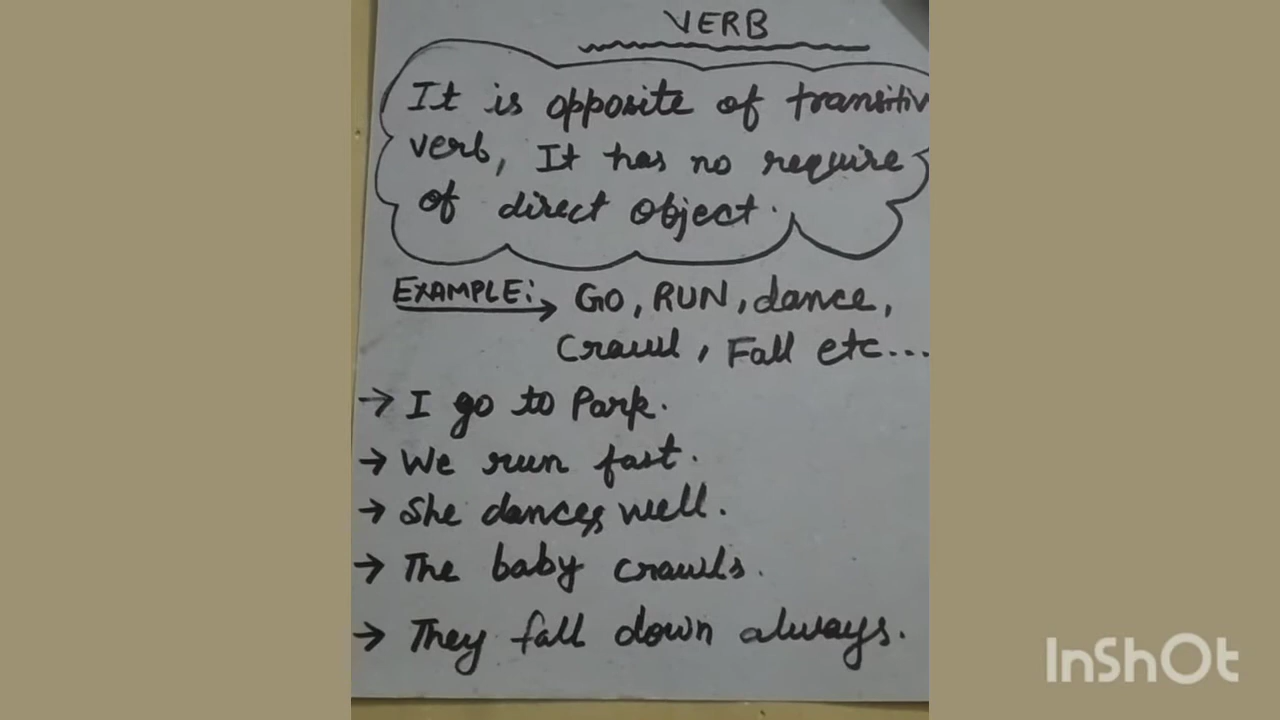 VERB
It is opposite of transitiv
verb, It has no require
of direct object.
EXAMPLE: → GO, RUN, dance,
Crawl, Fall etc...
→ I go to Park.
→ We run fast.
→ She dances well.
→ The baby crawls.
→ They fall down always.
InShOt